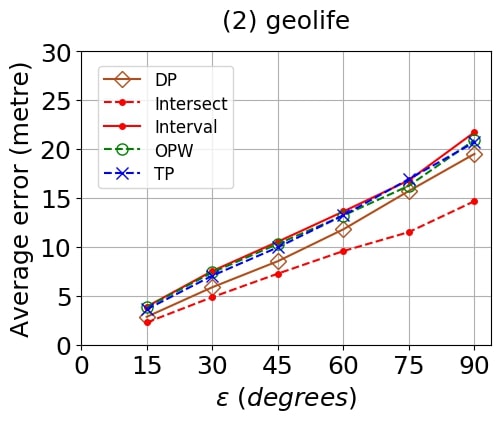 (2) geolife
Average error (metre)
30
25
20
15
10
5
0
DP
Intersect
Interval
OPW
TP
0 15 30 45 60 75 90
ε (degrees)